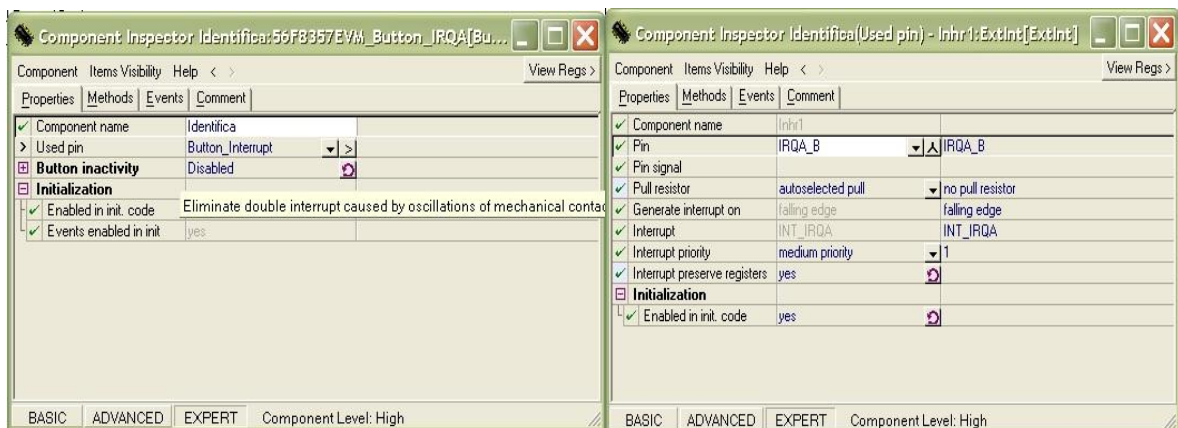 Component Inspector Identifica:56F8357EVM_Button_IRQA[Bu...
Component Items Visibility Help < > View Regs >
Properties Methods Events Comment
Component name Identifica
Used pin Button_Interrupt >
Button inactivity Disabled
Initialization
Enabled in init. code
Eliminate double interrupt caused by oscillations of mechanical contac
Events enabled in init yes
BASIC ADVANCED EXPERT Component Level: High
Component Inspector Identifica(Used pin) - Inhr1:ExtInt[ExtInt]
Component Items Visibility Help < > View Regs >
Properties Methods Events Comment
Component name Inhr1
Pin IRQA_B IRQA_B
Pin signal
Pull resistor autoselected pull no pull resistor
Generate interrupt on falling edge falling edge
Interrupt INT_IRQA INT_IRQA
Interrupt priority medium priority 1
Interrupt preserve registers yes
Initialization
Enabled in init. code yes
BASIC ADVANCED EXPERT Component Level: High